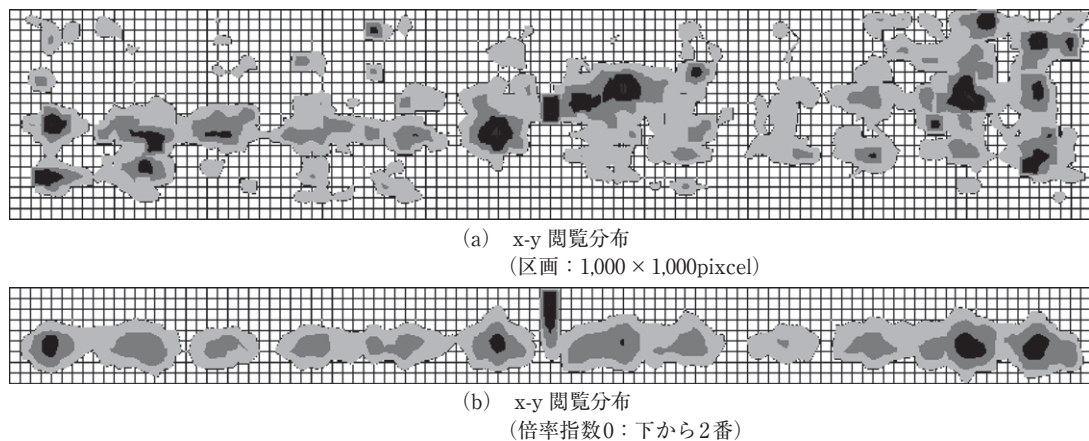 (a) x-y 閲覧分布
(区画：1,000 × 1,000pixcel)
(b) x-y 閲覧分布
(倍率指数0：下から2番)